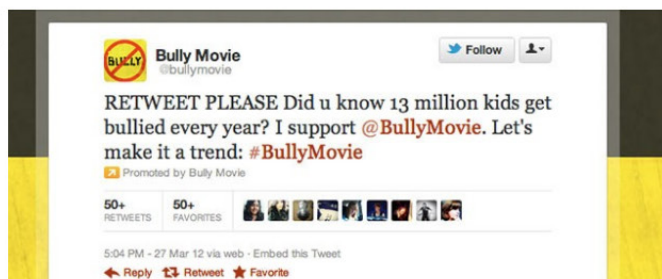 BULLY
Bully Movie
@bullymovie
Follow
RETWEET PLEASE Did u know 13 million kids get
bullied every year? I support @BullyMovie. Let's
make it a trend: #BullyMovie
Promoted by Bully Movie
50+ 50+
RETWEETS FAVORITES
5:04 PM - 27 Mar 12 via web · Embed this Tweet
Reply Retweet Favorite